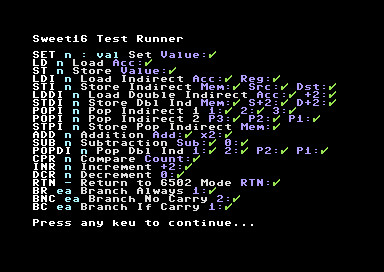 Sweet16 Test Runner
SET n : val Set Value:✓
LD n Load Acc:✓
ST n Store Value:✓
LDI n Load Indirect Acc:✓ Reg:✓
STI n Store Indirect Mem:✓ Src:✓ Dst:✓
LDDI n Load Double Indirect Acc:✓ +2:✓
STDI n Store Dbl Ind Mem:✓ S+2:✓ D+2:✓
POPI n Pop Indirect 1 1:✓ 2:✓ 3:✓
POPI n Pop Indirect 2 P3:✓ P2:✓ P1:✓
STPI n Store Pop Indirect Mem:✓
ADD n Addition Add:✓ x2:✓
SUB n Subtraction Sub:✓ 0:✓
POPDI n Pop Dbl Ind 1:✓ 2:✓ P2:✓ P1:✓
CPR n Compare Count:✓
INR n Increment +2:✓
DCR n Decrement 0:✓
RTN - Return to 6502 Mode RTN:✓
BR ea Branch Always 1:✓
BNC ea Branch No Carry 2:✓
BC ea Branch If Carry 1:✓
Press any key to continue...